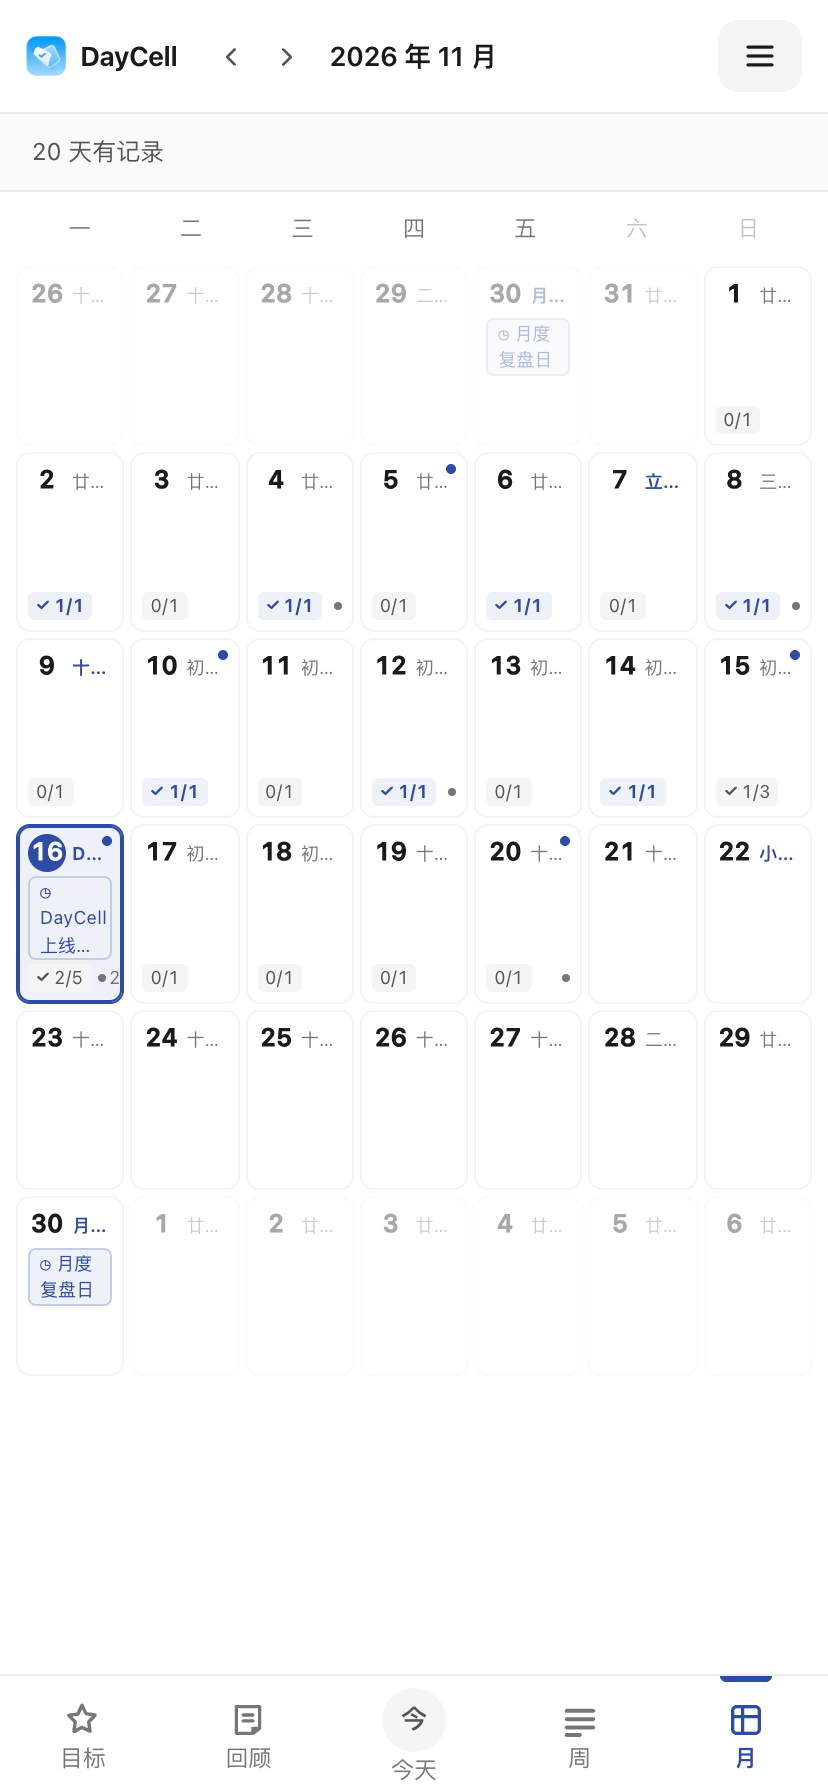 DayCell
2026 年 11 月
20 天有记录
一 二 三 四 五 六 日
26 十... 27 十... 28 十... 29 二... 30 月... 31 廿... 1 廿...
月度
复盘日
0/1
2 廿... 3 廿... 4 廿... 5 廿... 6 廿... 7 立... 8 三...
1/1 0/1 1/1 0/1 1/1 0/1 1/1
9 十... 10 初... 11 初... 12 初... 13 初... 14 初... 15 初...
0/1 1/1 0/1 1/1 0/1 1/1 1/3
16 D... 17 初... 18 初... 19 十... 20 十... 21 十... 22 小...
DayCell
上线...
2/5 2 0/1 0/1 0/1 0/1
23 十... 24 十... 25 十... 26 十... 27 十... 28 二... 29 廿...
30 月... 1 廿... 2 廿... 3 廿... 4 廿... 5 廿... 6 廿...
月度
复盘日
今
目标 回顾 今天 周 月